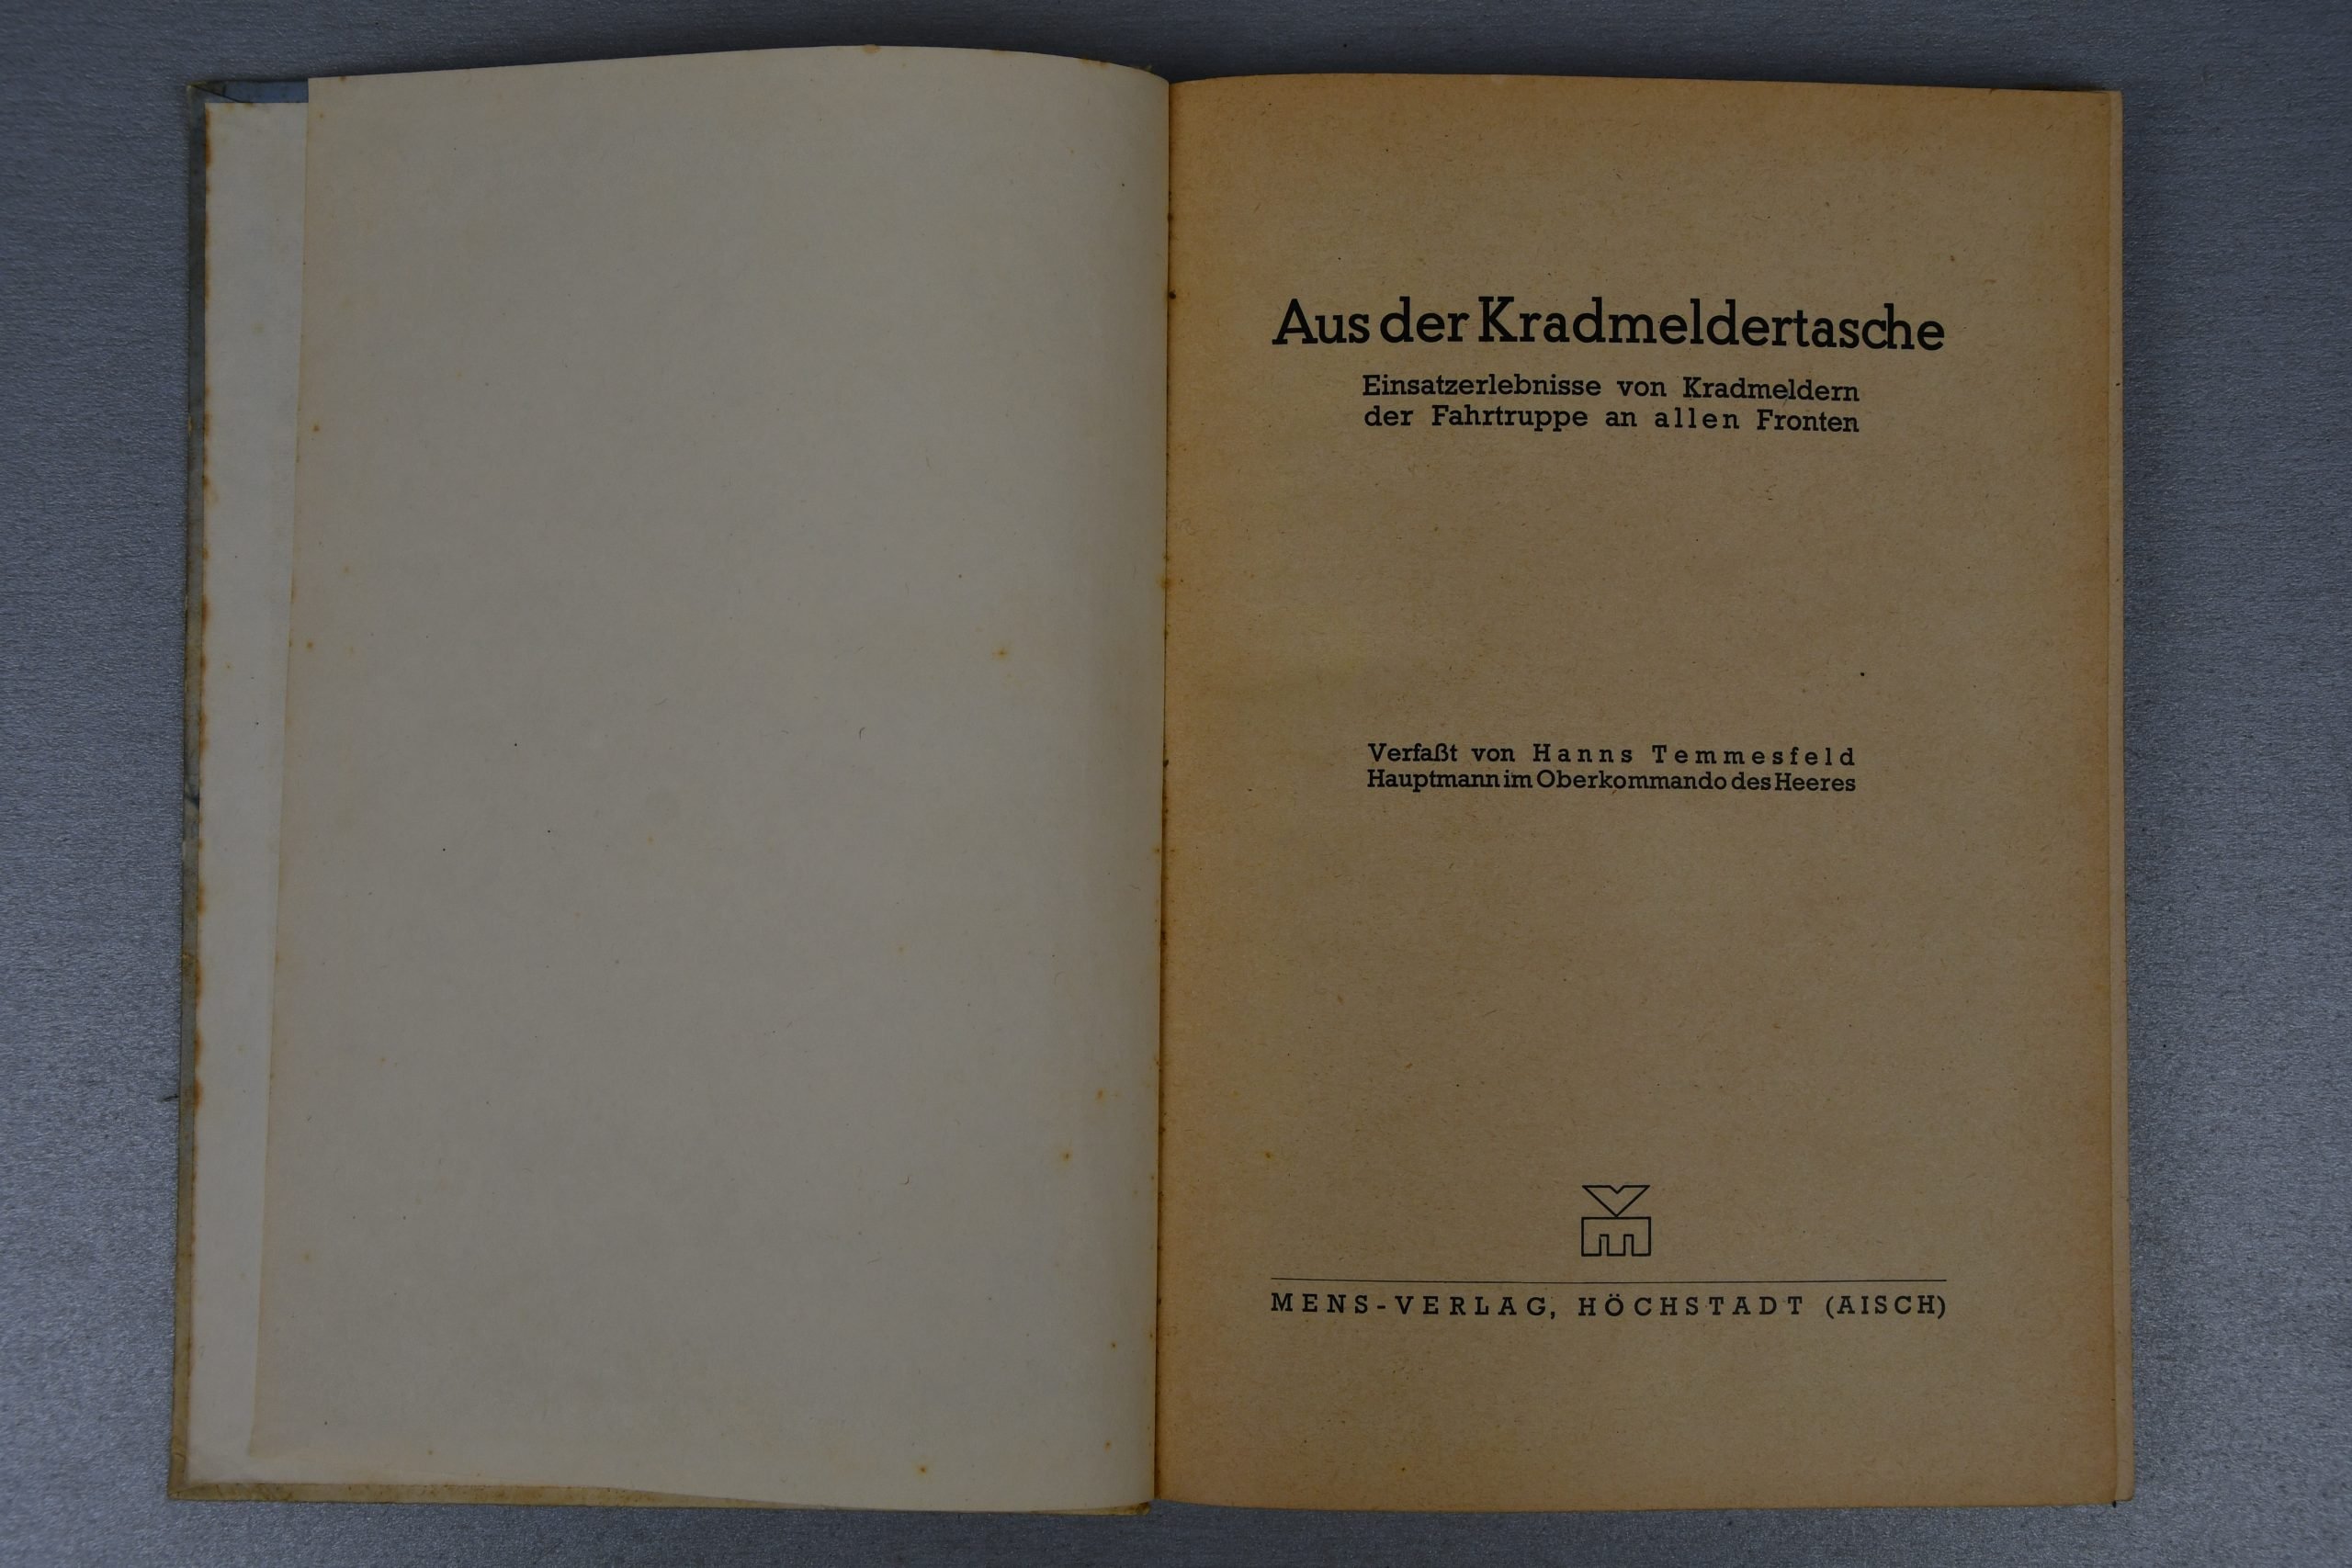 Aus der Kradmeldertasche
Einsatzerlebnisse von Kradmeldern
der Fahrtruppe an allen Fronten
Verfaßt von Hanns Temmesfeld
Hauptmann im Oberkommando des Heeres
MENS-VERLAG, HÖCHSTADT (AISCH)